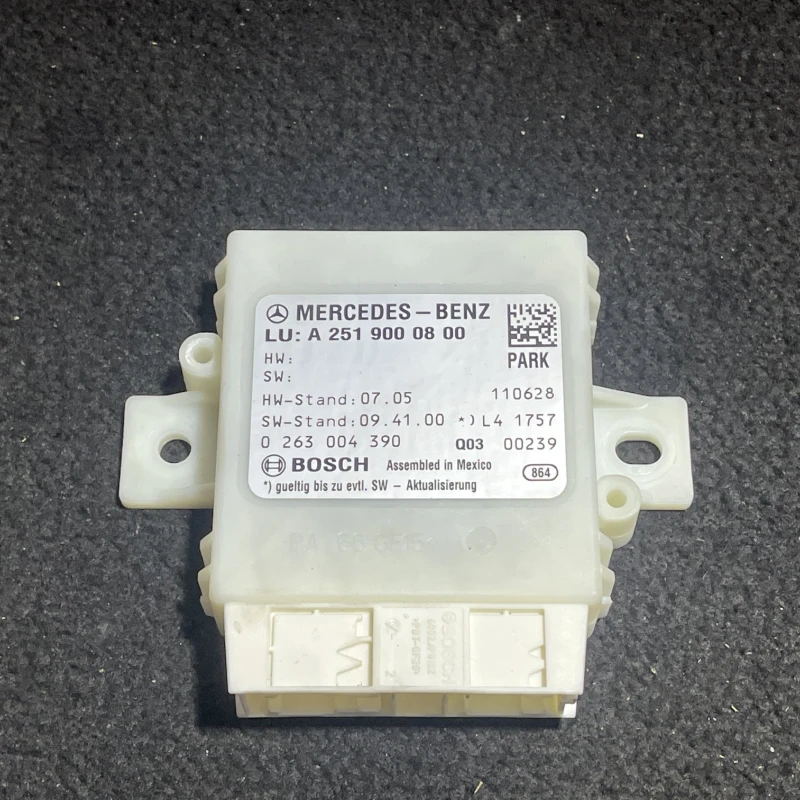 MERCEDES-BENZ
LU: A 251 900 08 00
HW:
SW:
PARK
HW-Stand: 07.05 110628
SW-Stand: 09.41.00 *) L4 1757
0 263 004 390 Q03 00239
BOSCH Assembled in Mexico 864
*) gueltig bis zu evtl. SW - Aktualisierung
BOSCH